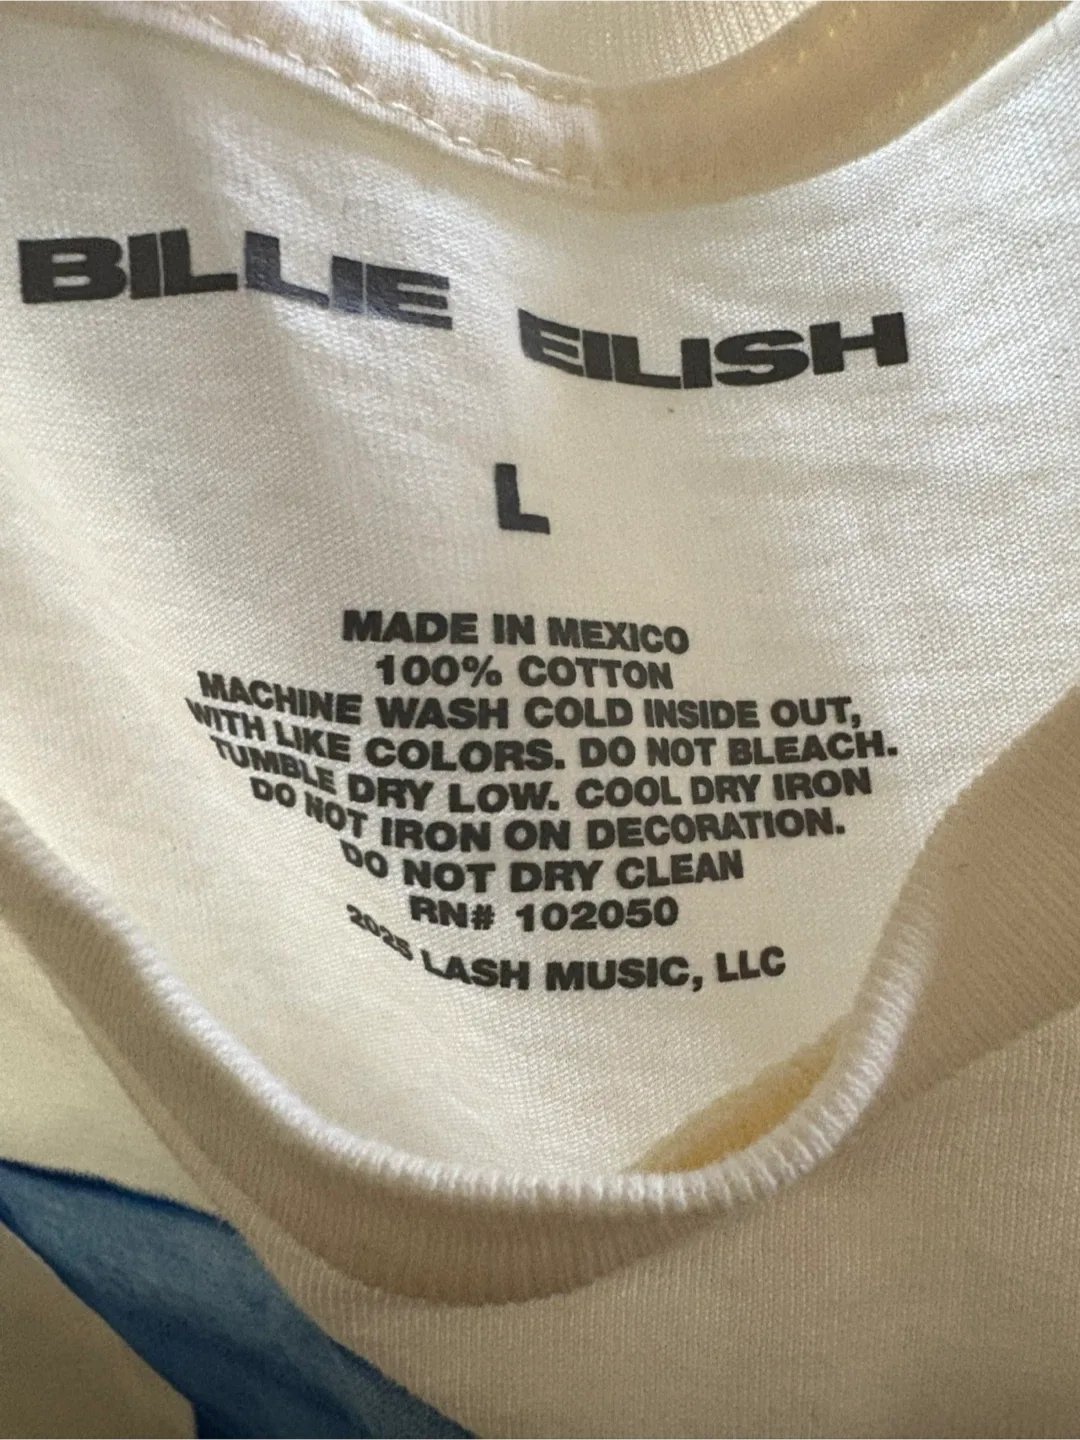 BILLIE EILISH
L
MADE IN MEXICO
100% COTTON
MACHINE WASH COLD INSIDE OUT,
WITH LIKE COLORS. DO NOT BLEACH.
TUMBLE DRY LOW. COOL DRY IRON
DO NOT IRON ON DECORATION.
DO NOT DRY CLEAN
RN# 102050
2025 LASH MUSIC, LLC